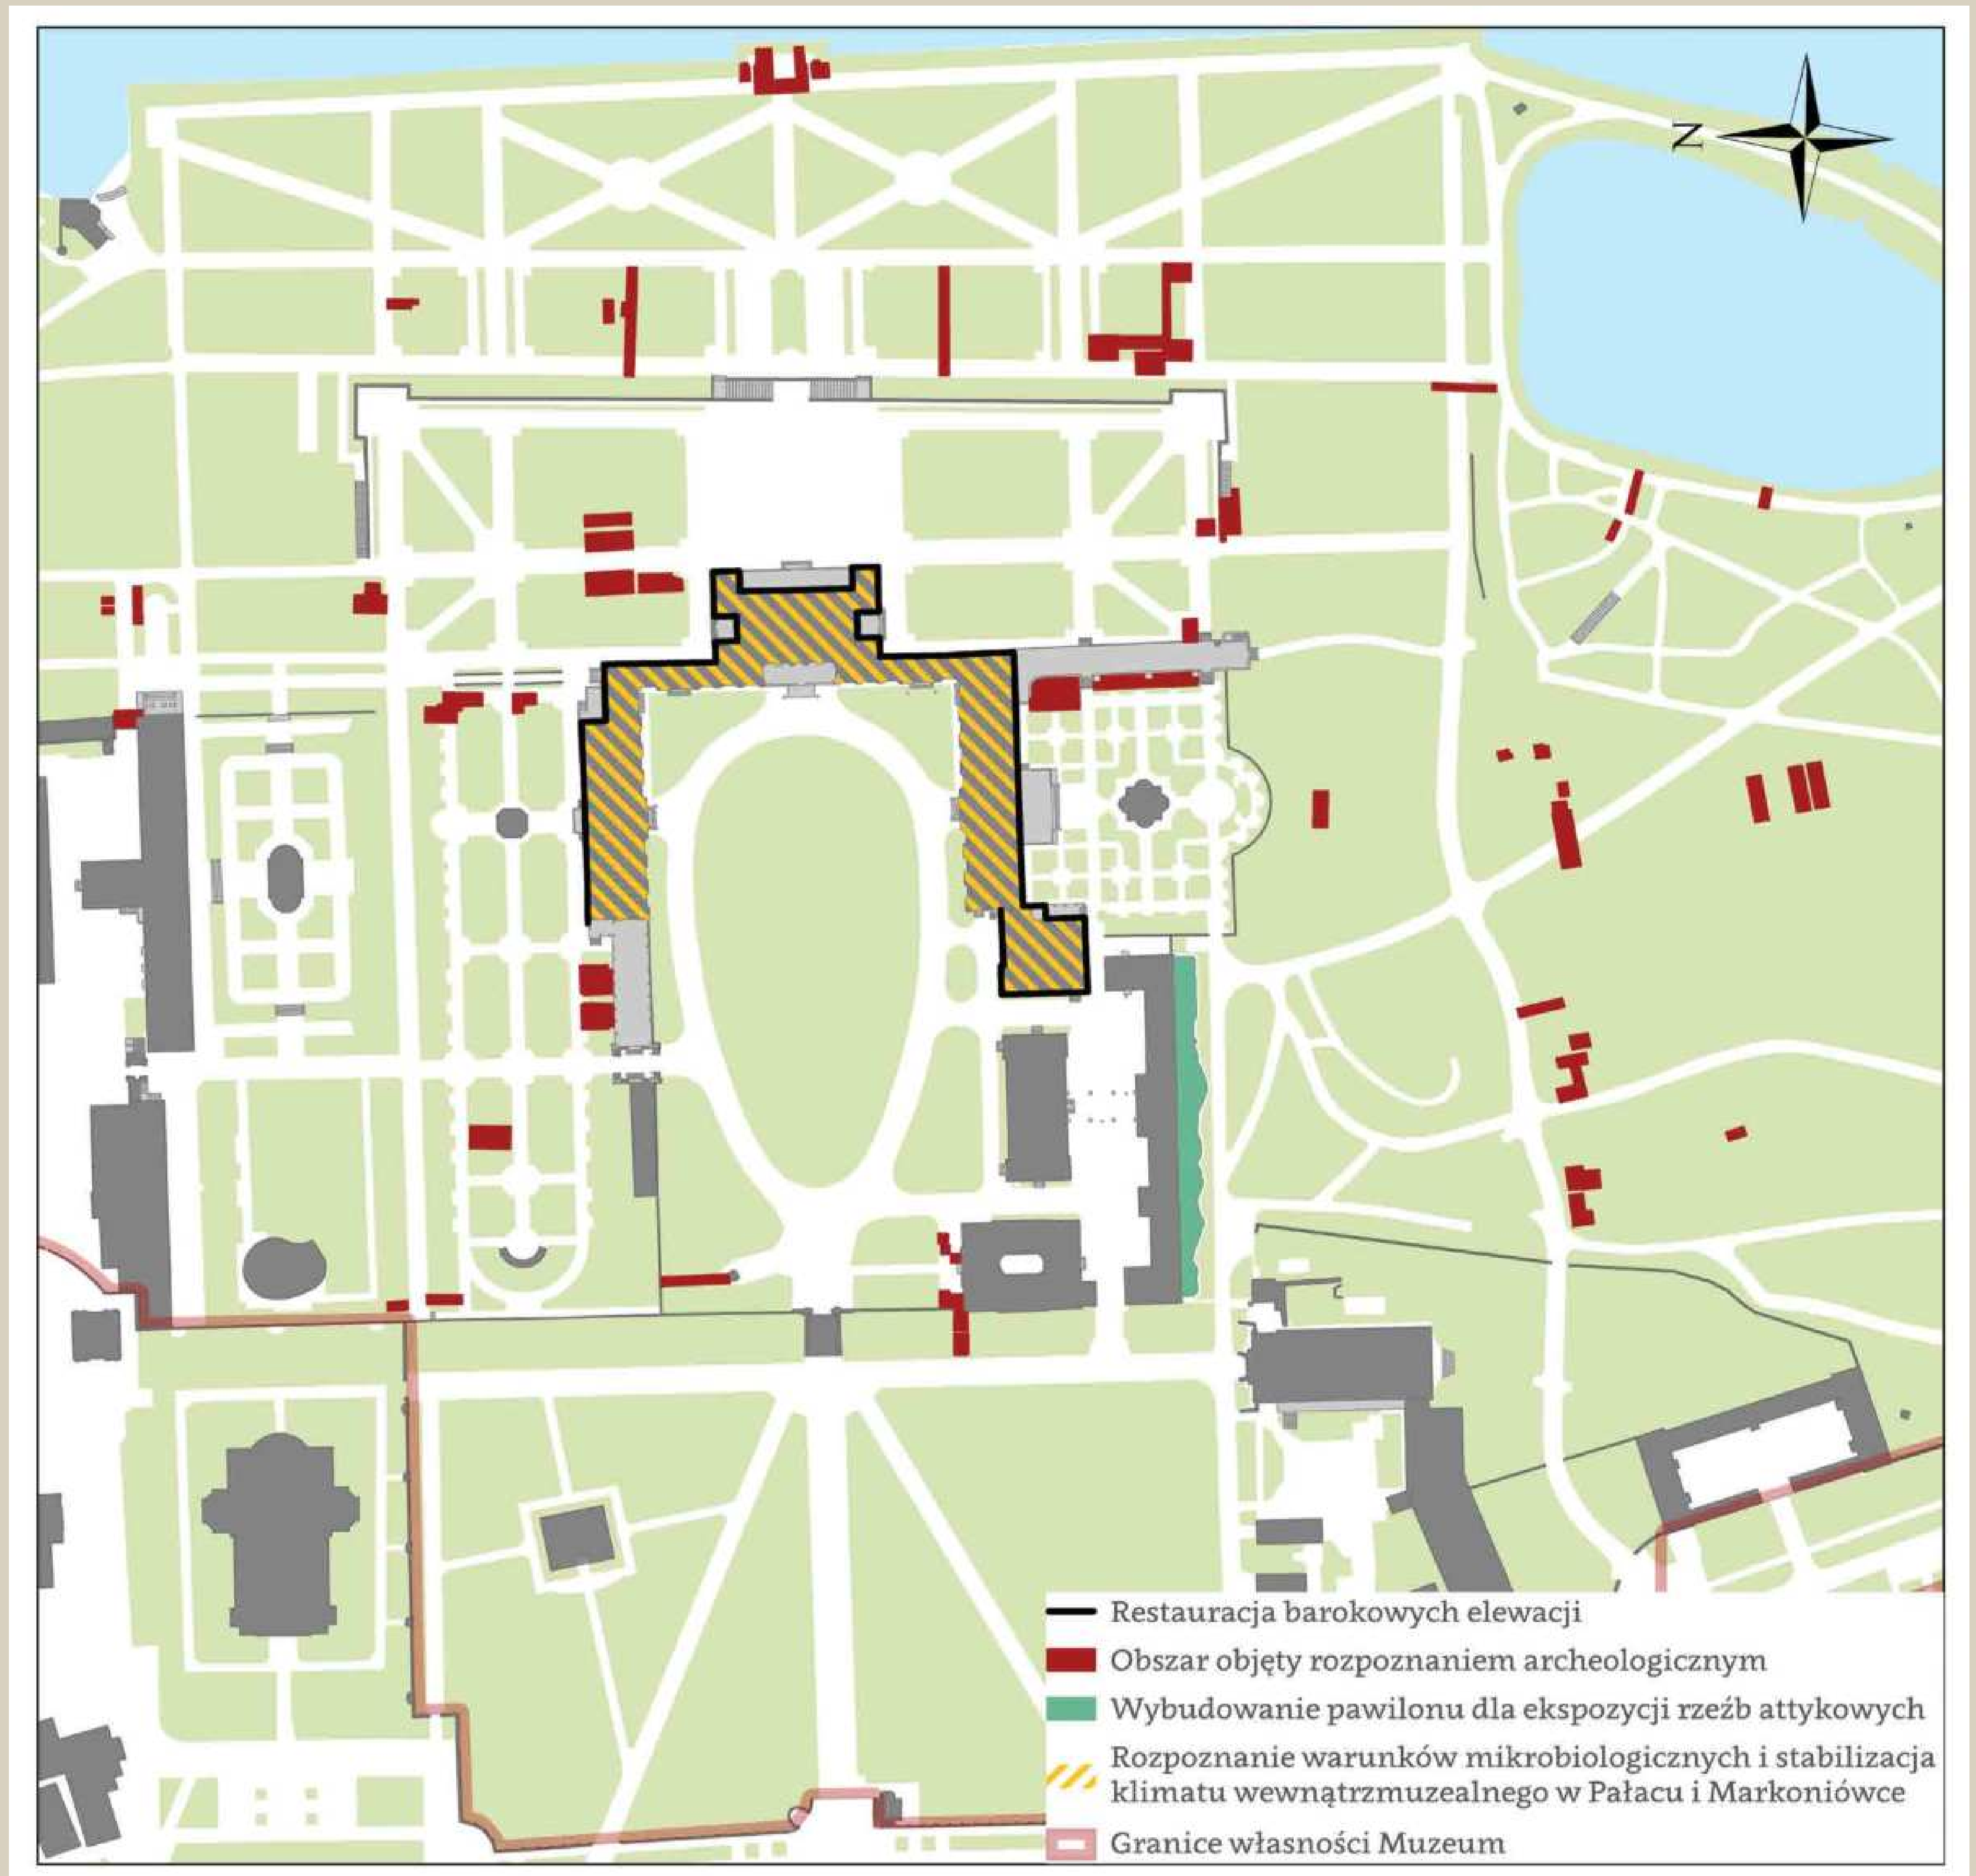 N
Restauracja barokowych elewacji
Obszar objęty rozpoznaniem archeologicznym
Wybudowanie pawilonu dla ekspozycji rzeźb attykowych
Rozpoznanie warunków mikrobiologicznych i stabilizacja
klimatu wewnątrzmuzealnego w Pałacu i Markoniówce
Granice własności Muzeum